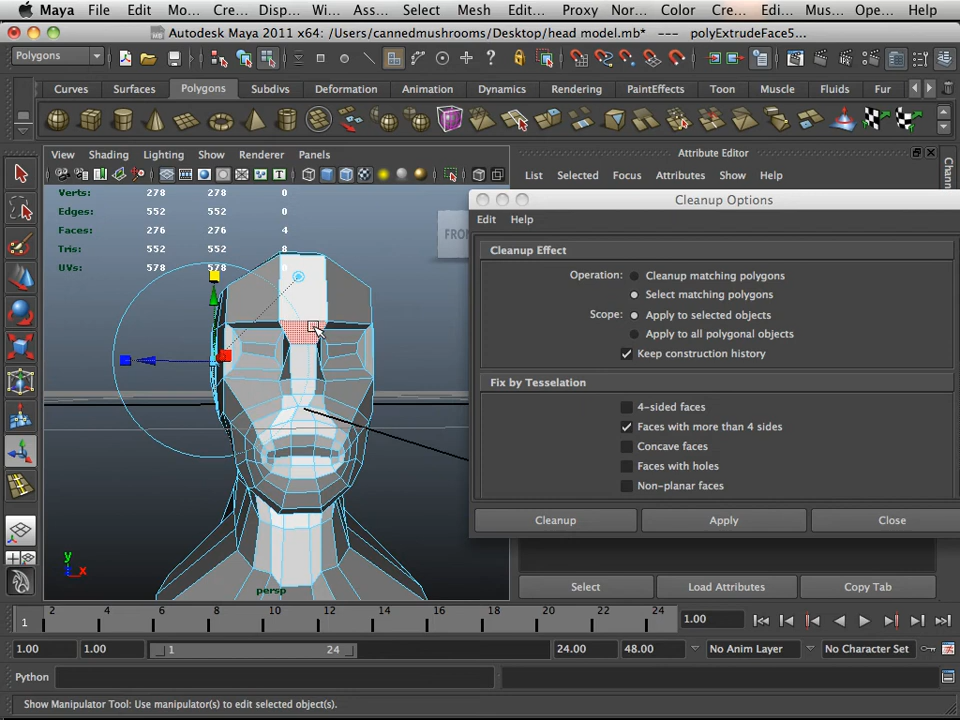 Maya File Edit Mo... Cre... Disp... Win... Ass... Select Mesh Edit... Proxy Nor... Color Cre... Edi... Mus... Ope... Help
Autodesk Maya 2011 x64: /Users/cannedmushrooms/Desktop/head model.mb* --- polyExtrudeFace5...
Polygons
Curves Surfaces Polygons Subdivs Deformation Animation Dynamics Rendering PaintEffects Toon Muscle Fluids Fur
View Shading Lighting Show Renderer Panels
Attribute Editor
List Selected Focus Attributes Show Help
Verts: 278 278 0
Edges: 552 552 0
Faces: 276 276 4
Tris: 552 552 8
UVs: 578 578
FRON
Cleanup Options
Edit Help
Cleanup Effect
Operation: Cleanup matching polygons
Select matching polygons
Scope: Apply to selected objects
Apply to all polygonal objects
Keep construction history
Fix by Tesselation
4-sided faces
Faces with more than 4 sides
Concave faces
Faces with holes
Non-planar faces
Cleanup Apply Close
y
x
persp
Select Load Attributes Copy Tab
1 2 4 6 8 10 12 14 16 18 20 22 24 1.00
1.00 1.00 1 24 24.00 48.00 No Anim Layer No Character Set
Python
Show Manipulator Tool: Use manipulator(s) to edit selected object(s).